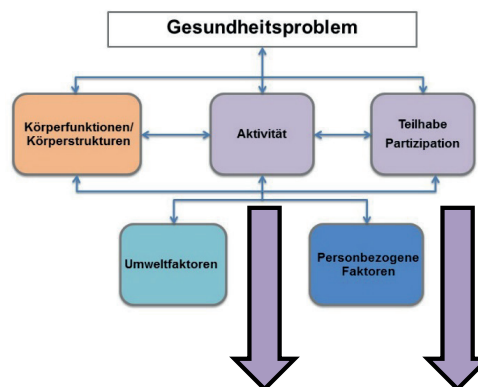 Gesundheitsproblem
Körperfunktionen/
Körperstrukturen
Aktivität
Teilhabe
Partizipation
Umweltfaktoren
Personbezogene
Faktoren